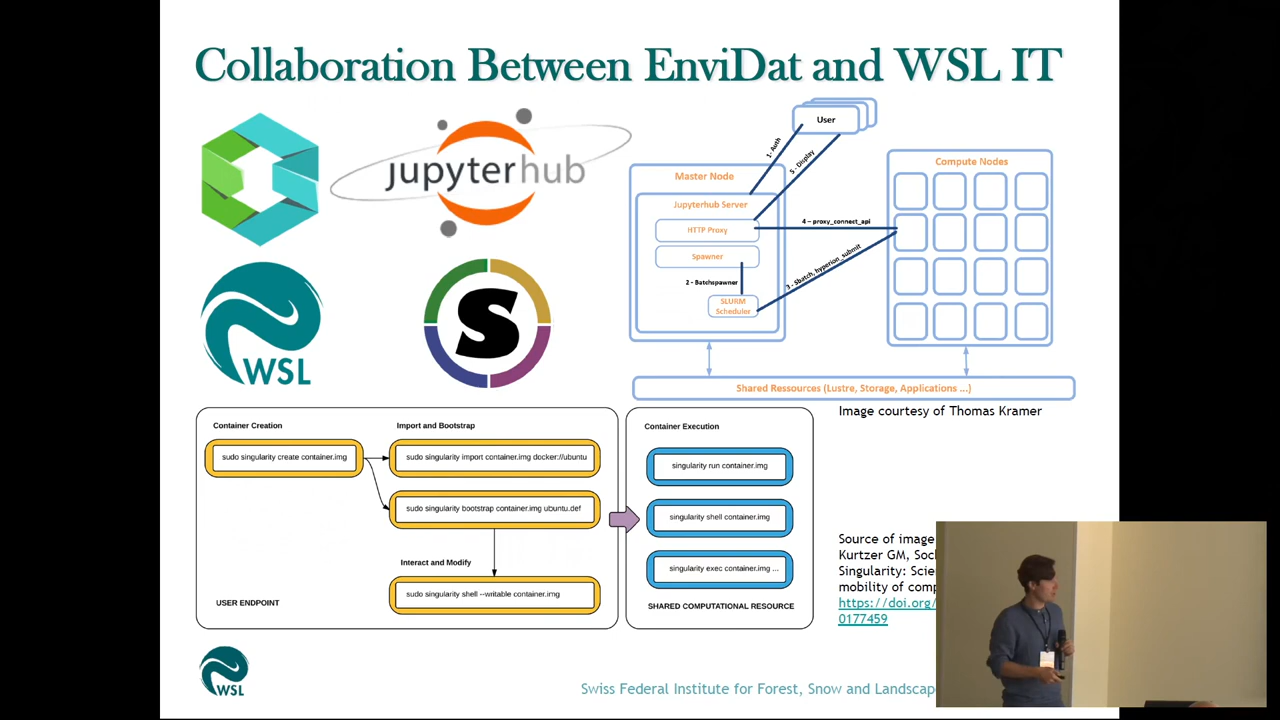 Collaboration Between EnviDat and WSL IT
jupyterhub
WSL
S
User
1- Auth
5 - Display
Master Node
Jupyterhub Server
HTTP Proxy
Spawner
2 - Batchspawner
SLURM
Scheduler
4 – proxy_connect_api
3 - Sbatch, hyperion_submit
Compute Nodes
Shared Ressources (Lustre, Storage, Applications ...)
Image courtesy of Thomas Kramer
Container Creation
sudo singularity create container.img
Import and Bootstrap
sudo singularity import container.img docker://ubuntu
sudo singularity bootstrap container.img ubuntu.def
Interact and Modify
sudo singularity shell --writable container.img
USER ENDPOINT
Container Execution
singularity run container.img
singularity shell container.img
singularity exec container.img ...
SHARED COMPUTATIONAL RESOURCE
Source of image
Kurtzer GM, Soc
Singularity: Scie
mobility of comp
https://doi.org/
0177459
WSL
Swiss Federal Institute for Forest, Snow and Landscap